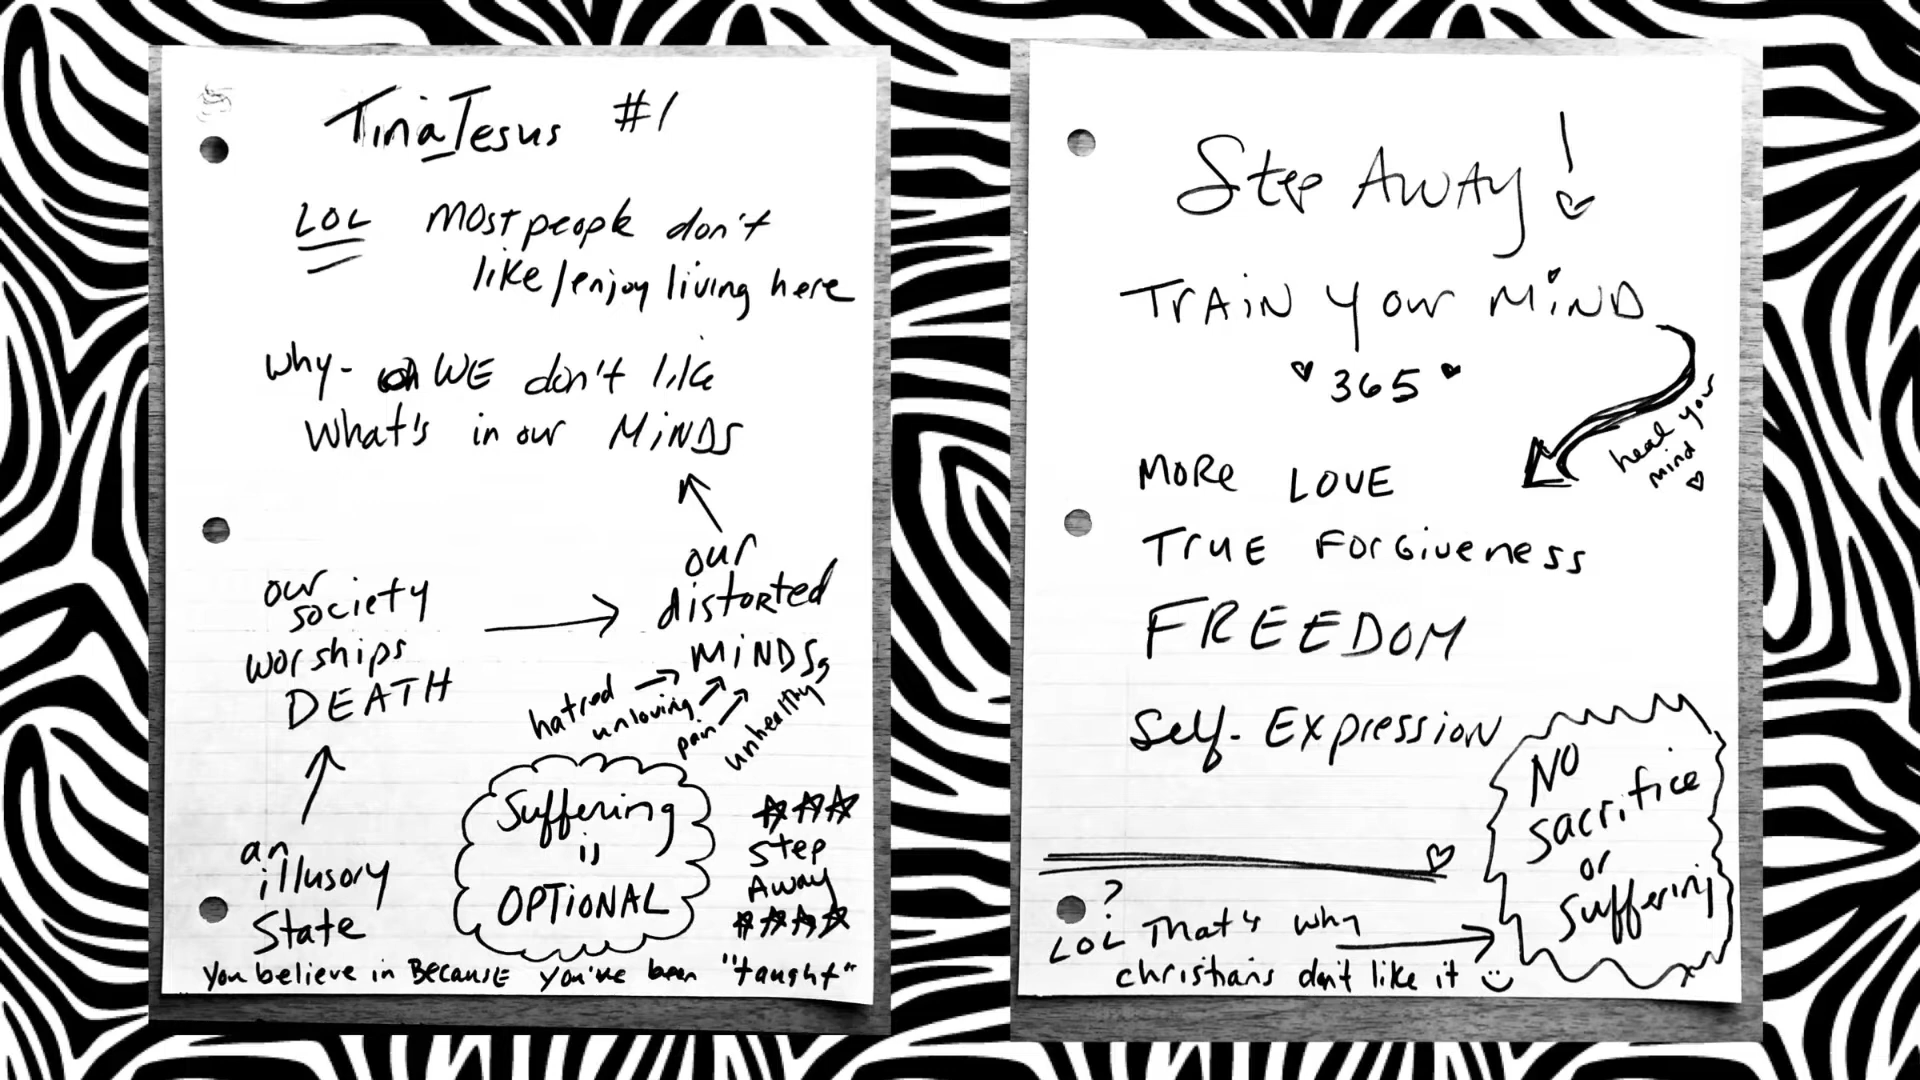 TinaJesus #1
LOL Most people don't
like/enjoy living here
Why- WE don't like
What's in our MINDS
our
distorted
MINDS,
hatred
unloving
pain
unhealthy
our
society
worships
DEATH
an
illusory
State
Suffering
is
OPTIONAL
Step
Away
You believe in Because you've been "taught"
Step Away!
Train your mind
365
heal your
mind
More LOVE
True Forgiveness
FREEDOM
Self-Expression
NO
sacrifice
or
suffering
?
LOL That's why
christians don't like it